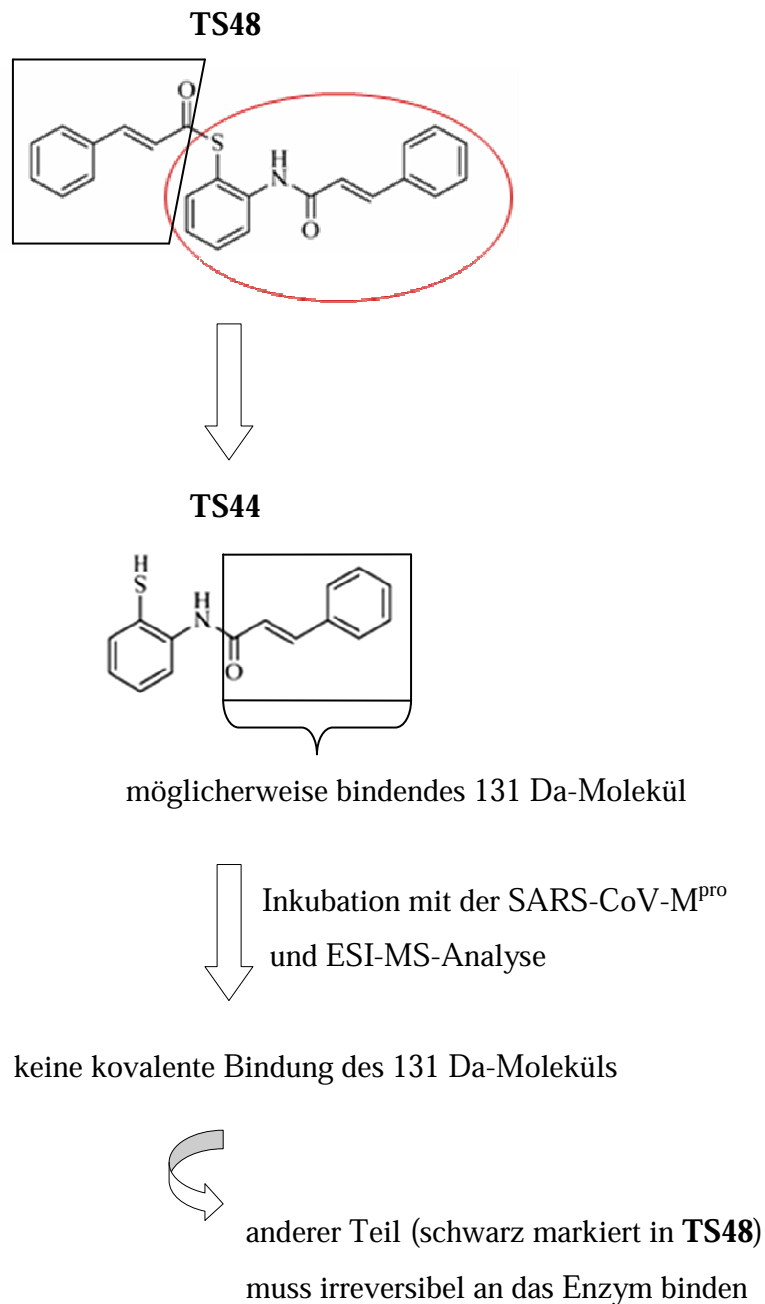 TS48
O
S
H
N
O
TS44
H
S
H
N
O
möglicherweise bindendes 131 Da-Molekül
Inkubation mit der SARS-CoV-Mpro
und ESI-MS-Analyse
keine kovalente Bindung des 131 Da-Moleküls
anderer Teil (schwarz markiert in TS48)
muss irreversibel an das Enzym binden